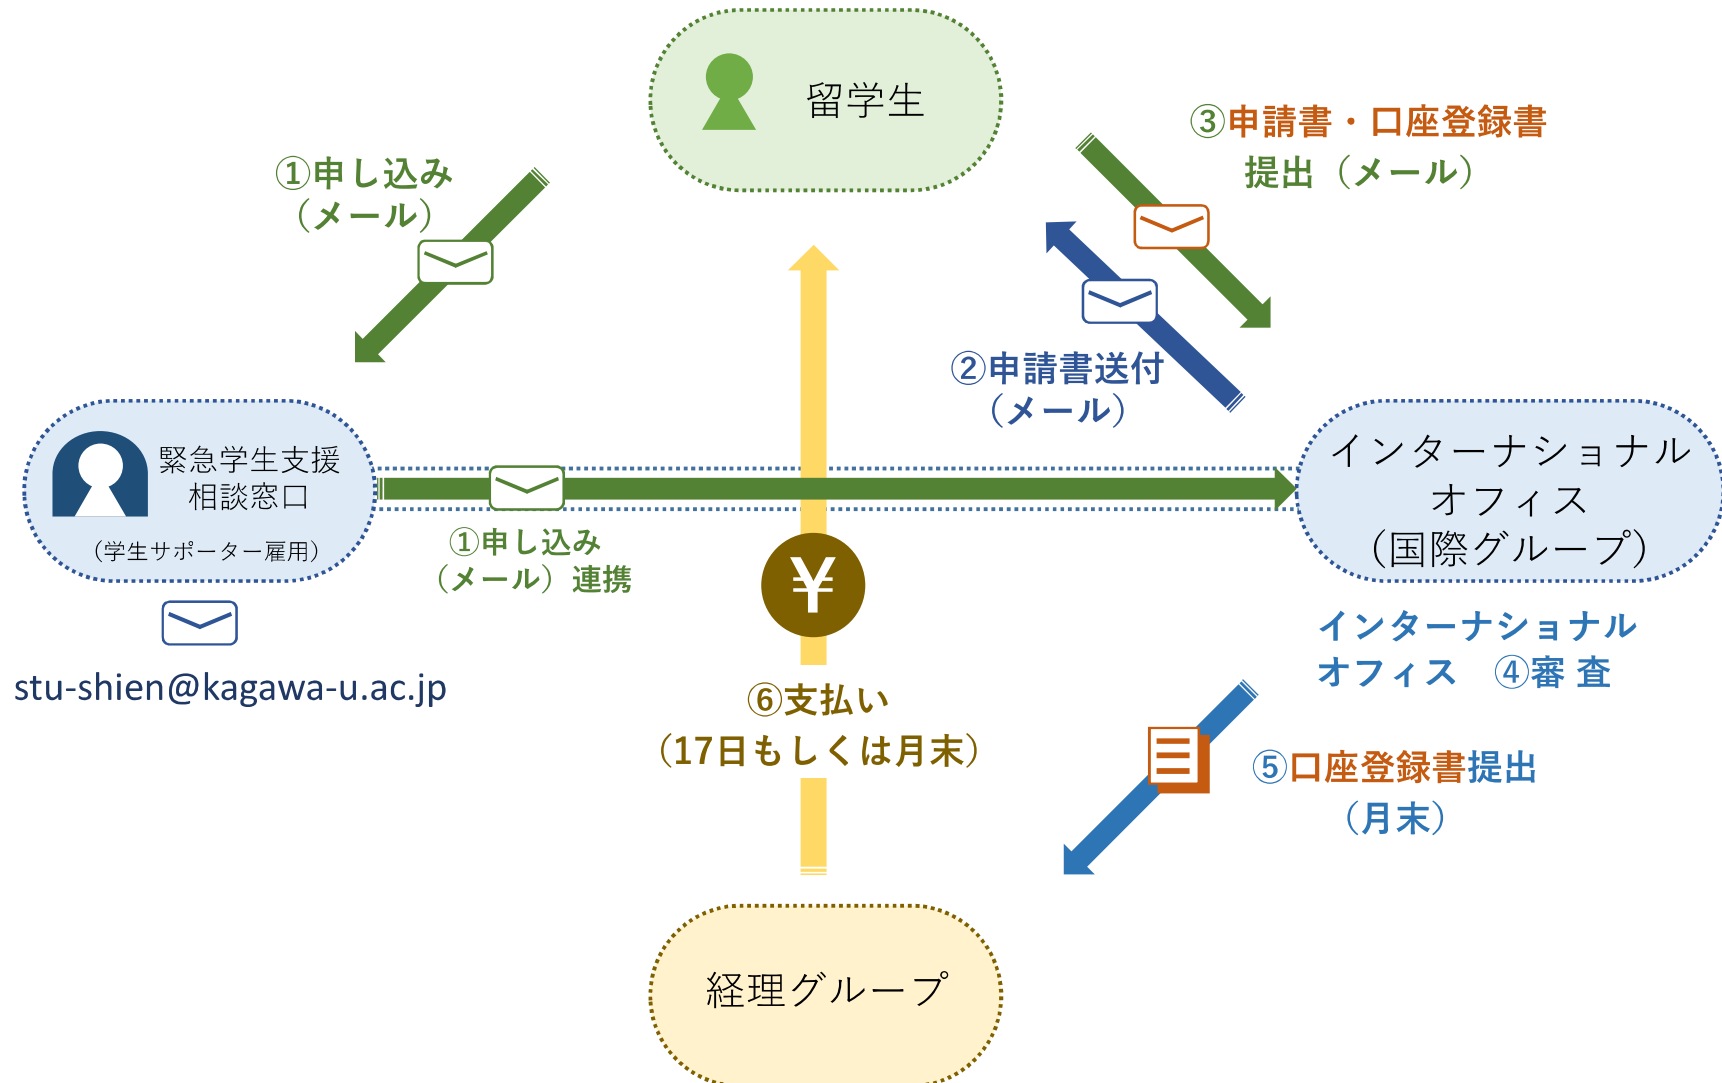 留学生
①申し込み
（メール）
③申請書・口座登録書
提出（メール）
②申請書送付
（メール）
緊急学生支援
相談窓口
（学生サポーター雇用）
stu-shien@kagawa-u.ac.jp
①申し込み
（メール）連携
インターナショナル
オフィス
（国際グループ）
インターナショナル
オフィス　④審 査
¥
⑥支払い
（17日もしくは月末）
⑤口座登録書提出
（月末）
経理グループ